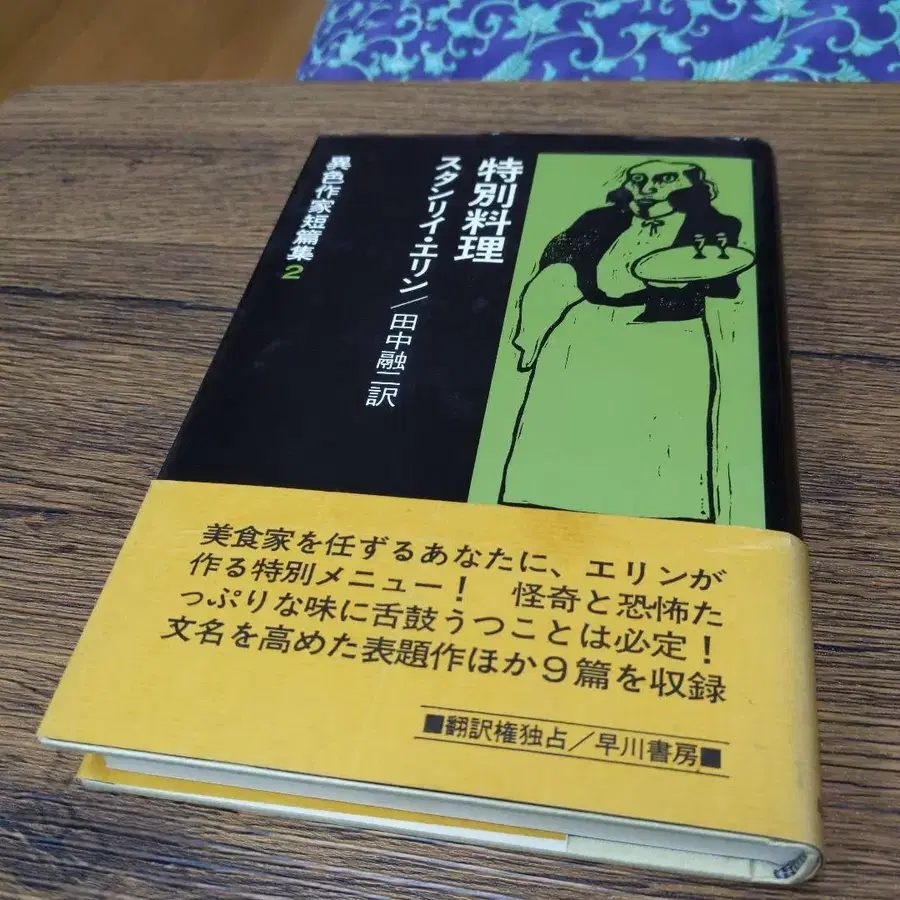 特別料理
スタンリイ・エリン／田中融二訳
異色作家短篇集2
美食家を任ずるあなたに、エリンが
作る特別メニュー！　怪奇と恐怖た
っぷりな味に舌鼓うつことは必定！
文名を高めた表題作ほか9篇を収録
■翻訳権独占／早川書房■